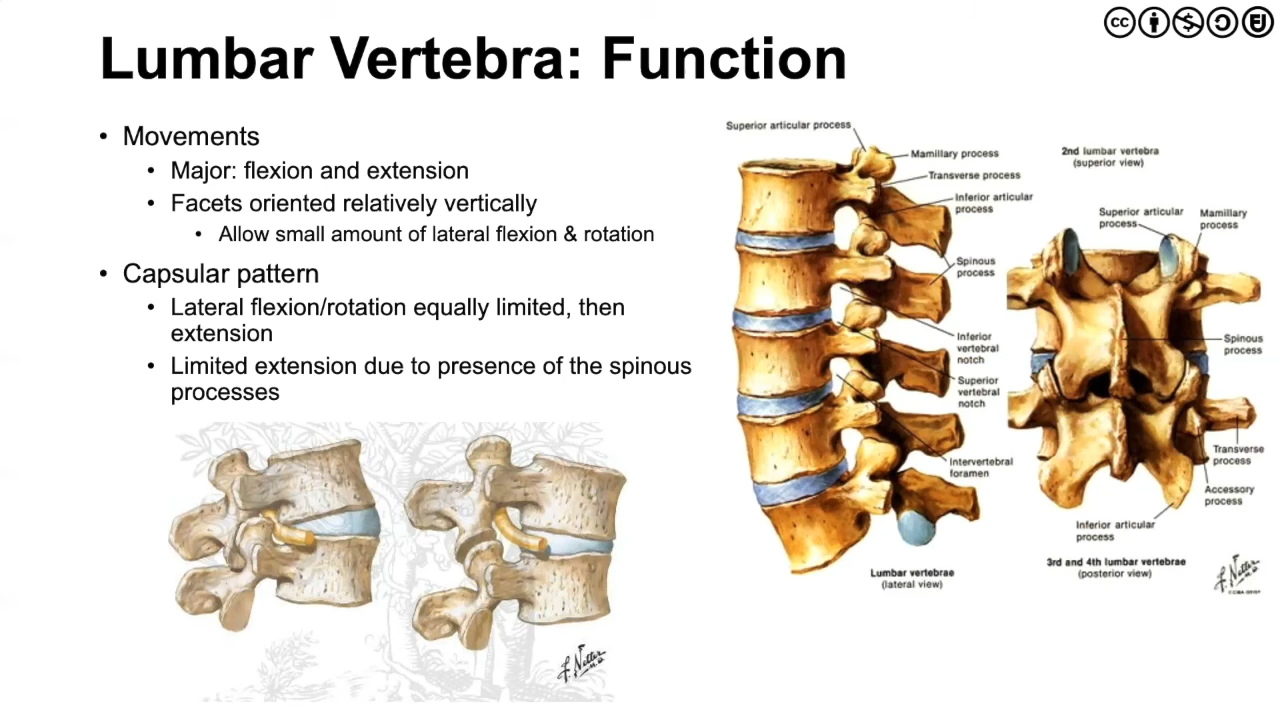 Lumbar Vertebra: Function
• Movements
• Major: flexion and extension
• Facets oriented relatively vertically
• Allow small amount of lateral flexion & rotation
• Capsular pattern
• Lateral flexion/rotation equally limited, then
extension
• Limited extension due to presence of the spinous
processes
Superior articular process
Mamillary process
Transverse process
Inferior articular
process
Spinous
process
Inferior
vertebral
notch
Superior
vertebral
notch
Intervertebral
foramen
Lumbar vertebrae
(lateral view)
2nd lumbar vertebra
(superior view)
Superior articular
process
Mamillary
process
Spinous
process
Transverse
process
Accessory
process
Inferior articular
process
3rd and 4th lumbar vertebrae
(posterior view)
F. Netter
M.D.
F. Netter
cc